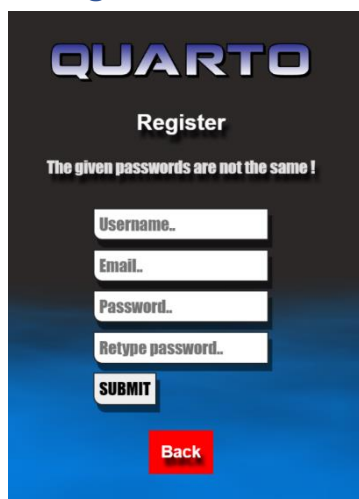 QUARTO
Register
The given passwords are not the same !
Username..
Email..
Password..
Retype password..
SUBMIT
Back